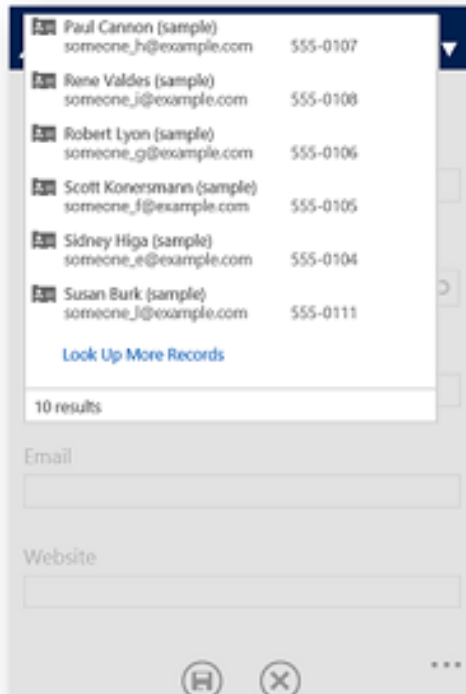 Paul Cannon (sample)
someone_h@example.com 555-0107
Rene Valdes (sample)
someone_i@example.com 555-0108
Robert Lyon (sample)
someone_g@example.com 555-0106
Scott Konersmann (sample)
someone_f@example.com 555-0105
Sidney Higa (sample)
someone_e@example.com 555-0104
Susan Burk (sample)
someone_l@example.com 555-0111
Look Up More Records
10 results
Email
Website